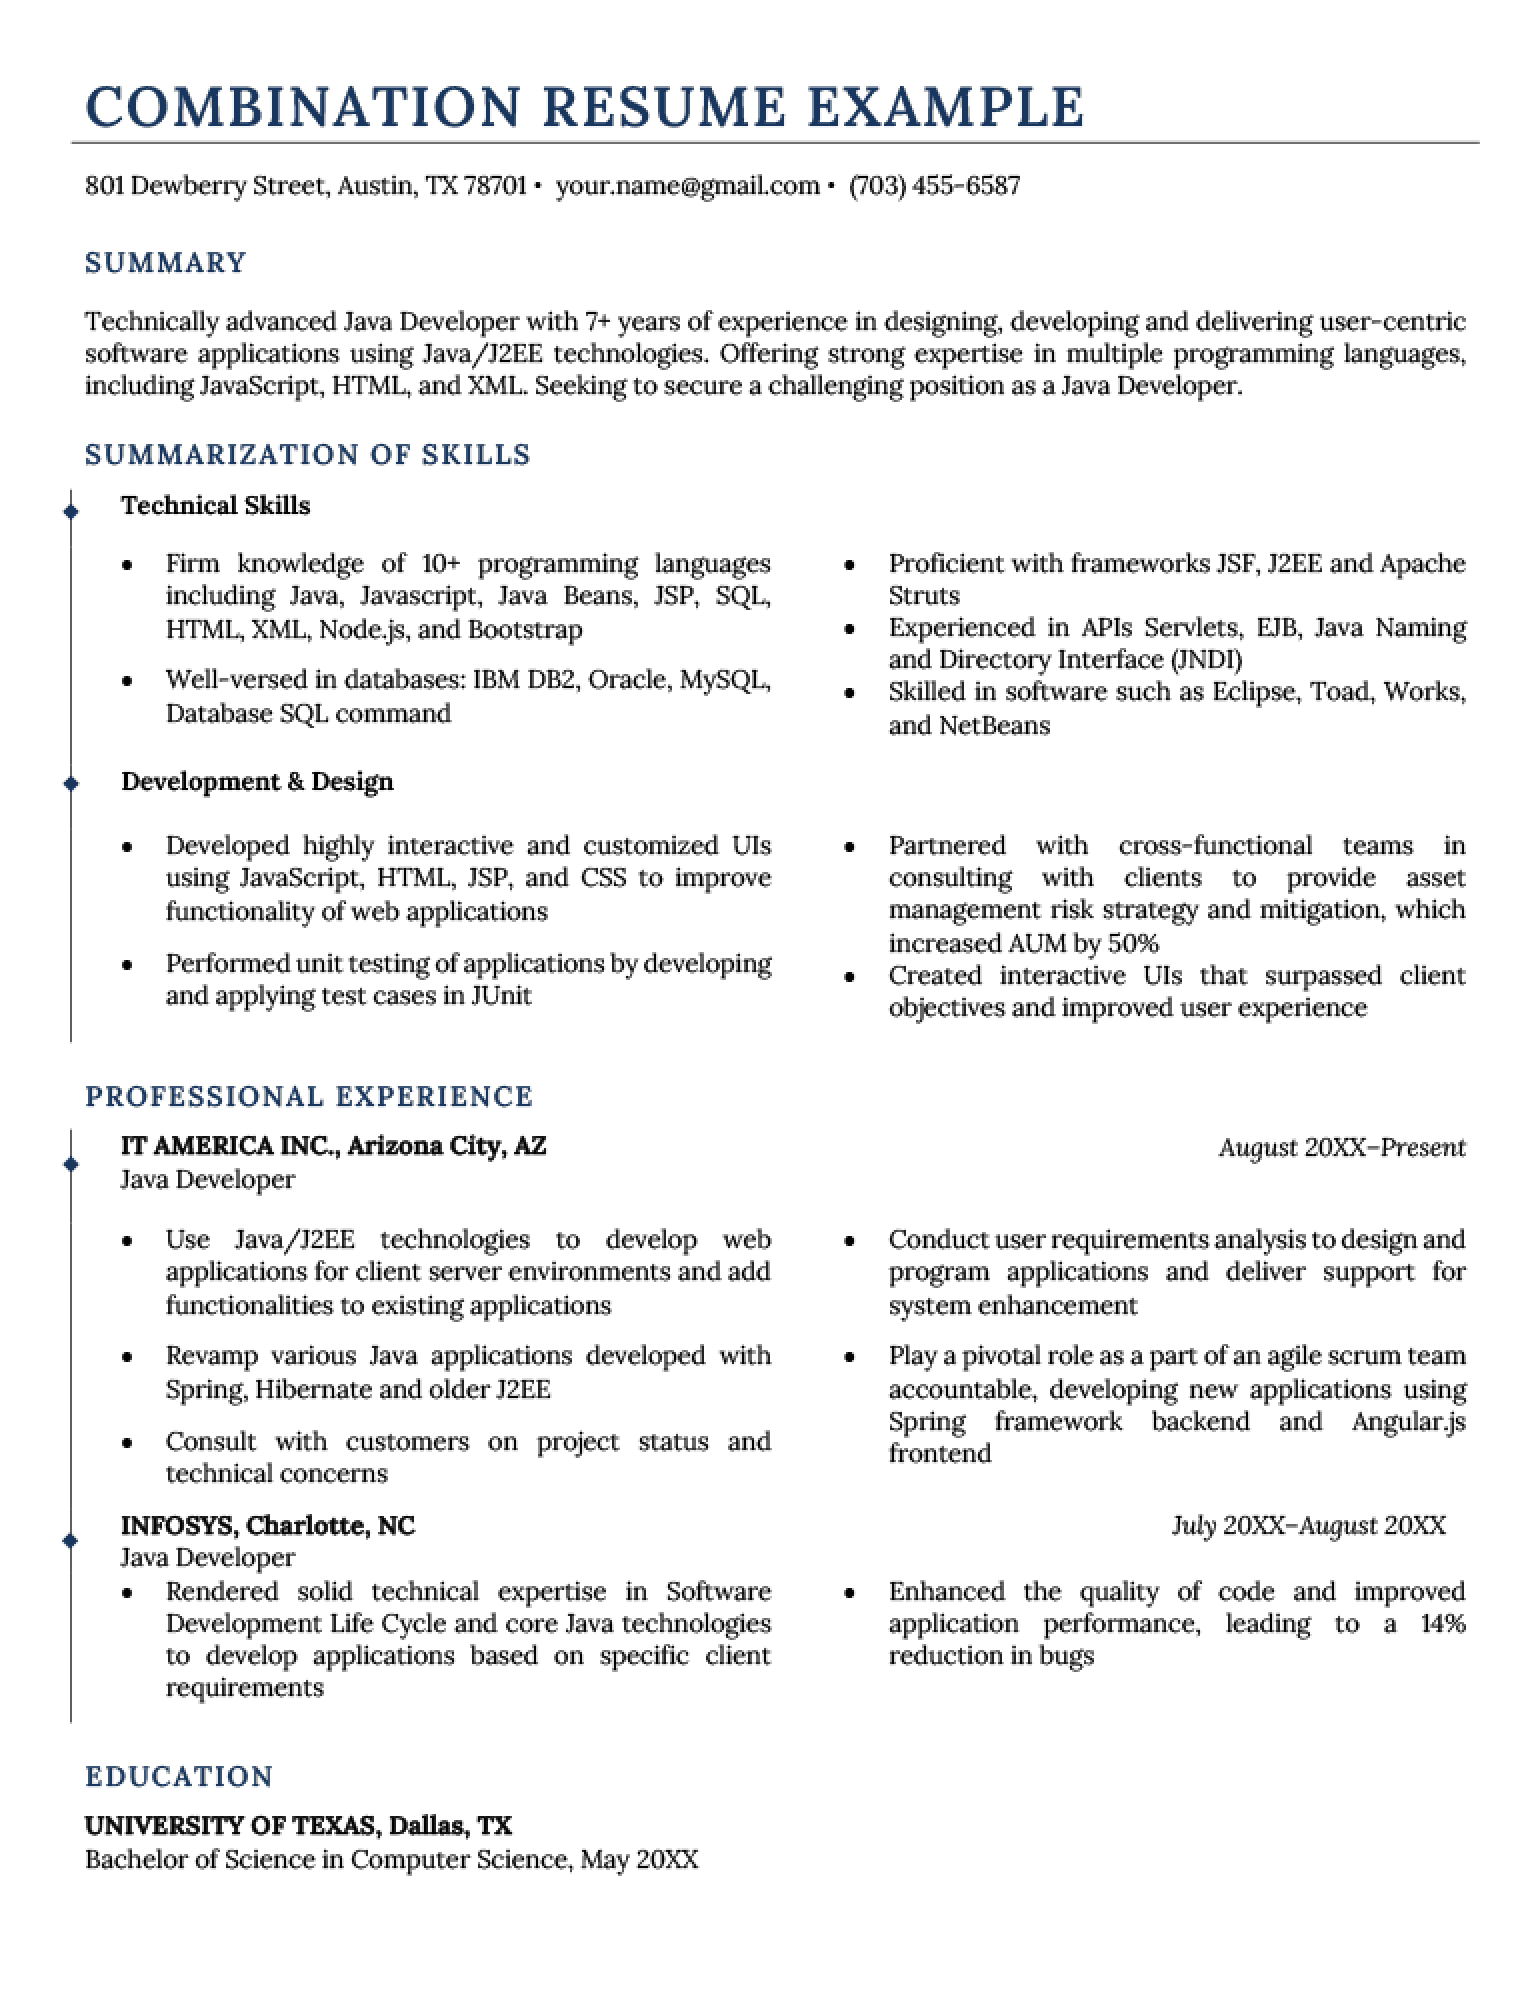 COMBINATION RESUME EXAMPLE
801 Dewberry Street, Austin, TX 78701 • your.name@gmail.com • (703) 455-6587
SUMMARY
Technically advanced Java Developer with 7+ years of experience in designing, developing and delivering user-centric
software applications using Java/J2EE technologies. Offering strong expertise in multiple programming languages,
including JavaScript, HTML, and XML. Seeking to secure a challenging position as a Java Developer.
SUMMARIZATION OF SKILLS
Technical Skills
• Firm knowledge of 10+ programming languages
including Java, Javascript, Java Beans, JSP, SQL,
HTML, XML, Node.js, and Bootstrap
• Well-versed in databases: IBM DB2, Oracle, MySQL,
Database SQL command
• Proficient with frameworks JSF, J2EE and Apache
Struts
• Experienced in APIs Servlets, EJB, Java Naming
and Directory Interface (JNDI)
• Skilled in software such as Eclipse, Toad, Works,
and NetBeans
Development & Design
• Developed highly interactive and customized UIs
using JavaScript, HTML, JSP, and CSS to improve
functionality of web applications
• Performed unit testing of applications by developing
and applying test cases in JUnit
• Partnered with cross-functional teams in
consulting with clients to provide asset
management risk strategy and mitigation, which
increased AUM by 50%
• Created interactive UIs that surpassed client
objectives and improved user experience
PROFESSIONAL EXPERIENCE
IT AMERICA INC., Arizona City, AZ August 20XX–Present
Java Developer
• Use Java/J2EE technologies to develop web
applications for client server environments and add
functionalities to existing applications
• Revamp various Java applications developed with
Spring, Hibernate and older J2EE
• Consult with customers on project status and
technical concerns
• Conduct user requirements analysis to design and
program applications and deliver support for
system enhancement
• Play a pivotal role as a part of an agile scrum team
accountable, developing new applications using
Spring framework backend and Angular.js
frontend
INFOSYS, Charlotte, NC July 20XX–August 20XX
Java Developer
• Rendered solid technical expertise in Software
Development Life Cycle and core Java technologies
to develop applications based on specific client
requirements
• Enhanced the quality of code and improved
application performance, leading to a 14%
reduction in bugs
EDUCATION
UNIVERSITY OF TEXAS, Dallas, TX
Bachelor of Science in Computer Science, May 20XX